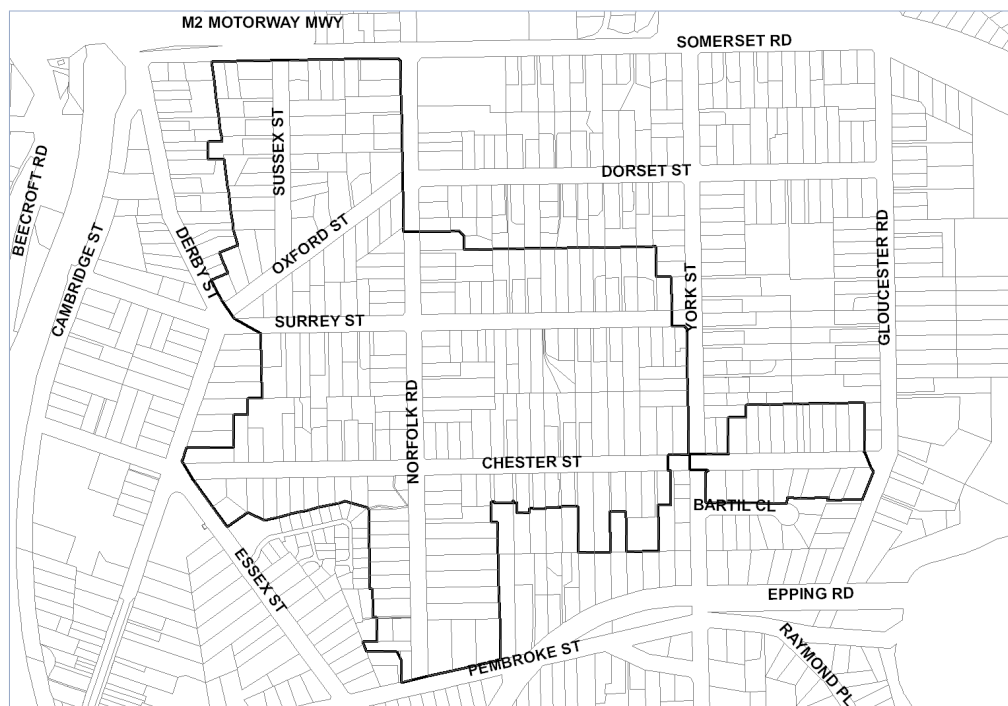 M2 MOTORWAY MWY
SOMERSET RD
SUSSEX ST
BEECROFT RD
DORSET ST
OXFORD ST
DERBY ST
CAMBRIDGE ST
GLOUCESTER RD
YORK ST
SURREY ST
NORFOLK RD
CHESTER ST
BARTIL CL
ESSEX ST
EPPING RD
PEMBROKE ST
RAYMOND PL